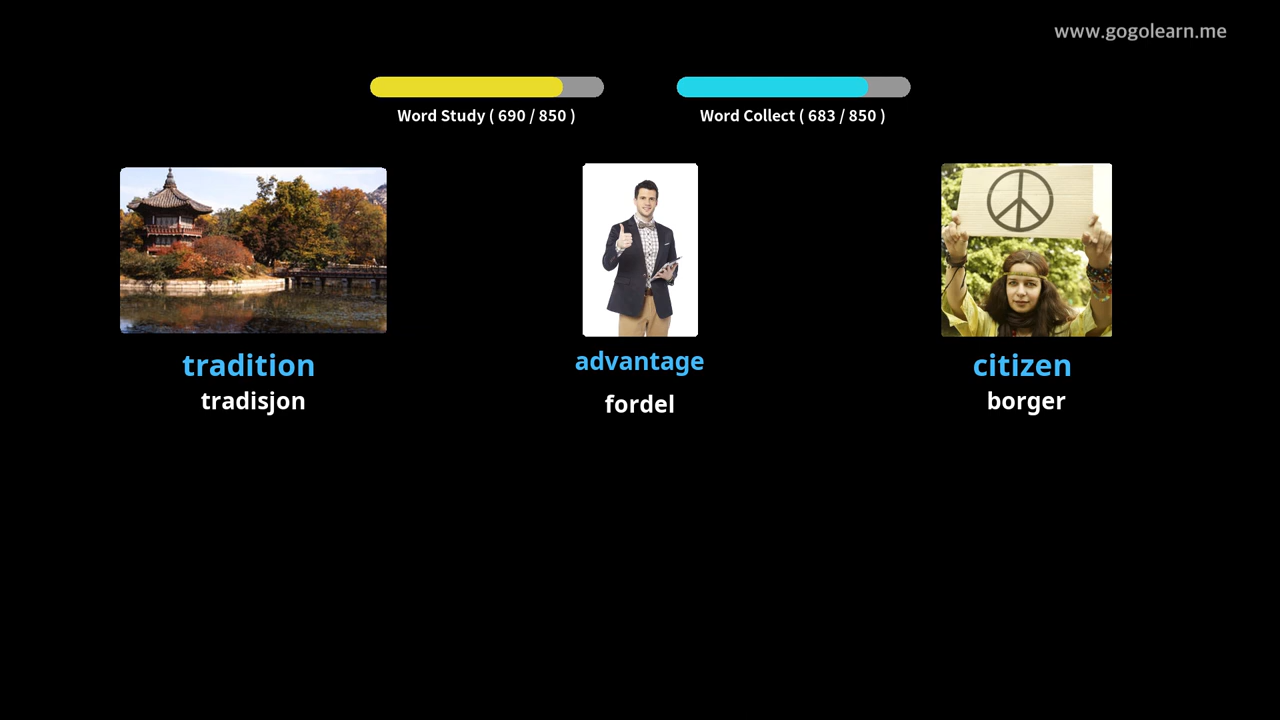 www.gogolearn.me
Word Study ( 690 / 850 )
Word Collect ( 683 / 850 )
tradition
tradisjon
advantage
fordel
citizen
borger